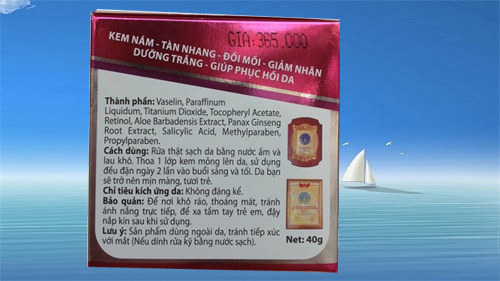 GIA: 365.000
KEM NÁM - TÀN NHANG - ĐỒI MỒI - GIẢM NHĂN
DƯỠNG TRẮNG - GIÚP PHỤC HỒI DA
Thành phần: Vaselin, Paraffinum
Liquidum, Titanium Dioxide, Tocopheryl Acetate,
Retinol, Aloe Barbadensis Extract, Panax Ginseng
Root Extract, Salicylic Acid, Methylparaben,
Propylparaben.
Cách dùng: Rửa thật sạch da bằng nước ấm và
lau khô. Thoa 1 lớp kem mỏng lên da, sử dụng
đều đặn ngày 2 lần vào buổi sáng và tối. Da bạn
sẽ trở nên mịn màng, tươi trẻ.
Chỉ tiêu kích ứng da: Không đáng kể.
Bảo quản: Để nơi khô ráo, thoáng mát, tránh
ánh nắng trực tiếp, để xa tầm tay trẻ em, đậy
nắp kín sau khi sử dụng.
Lưu ý: Sản phẩm dùng ngoài da, tránh tiếp xúc
với mắt (Nếu dính rửa kỹ bằng nước sạch).
Net: 40g